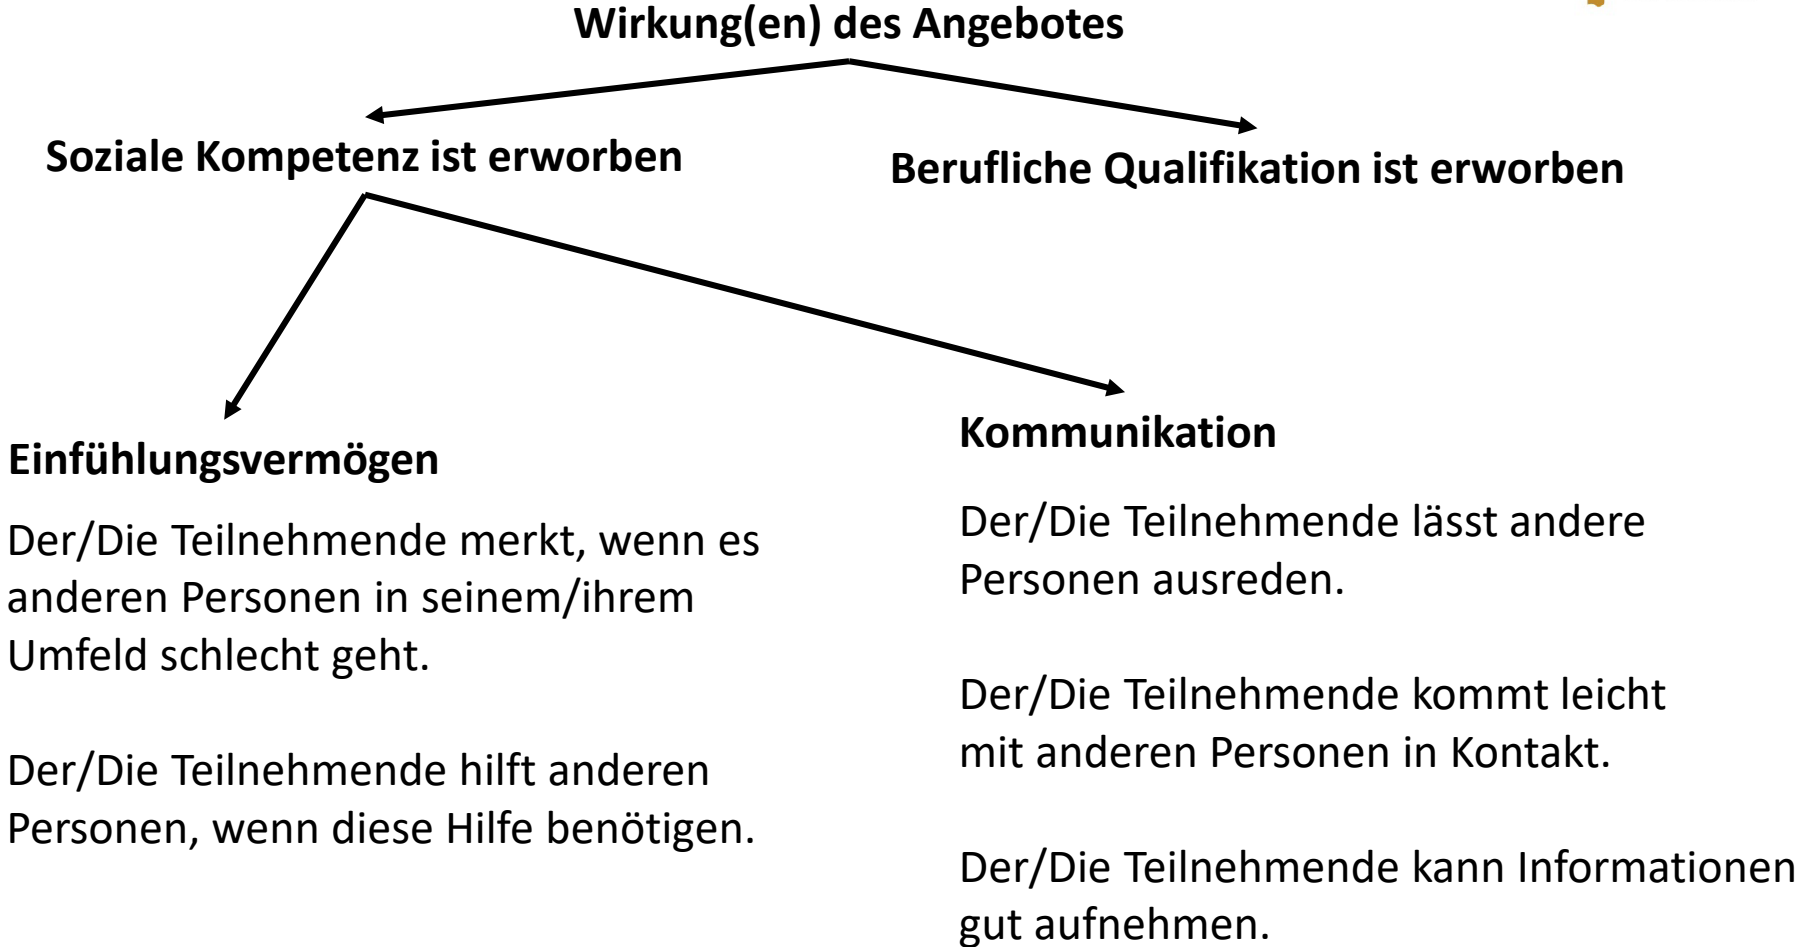 Wirkung(en) des Angebotes
Soziale Kompetenz ist erworben
Berufliche Qualifikation ist erworben
Einfühlungsvermögen
Der/Die Teilnehmende merkt, wenn es
anderen Personen in seinem/ihrem
Umfeld schlecht geht.
Der/Die Teilnehmende hilft anderen
Personen, wenn diese Hilfe benötigen.
Kommunikation
Der/Die Teilnehmende lässt andere
Personen ausreden.
Der/Die Teilnehmende kommt leicht
mit anderen Personen in Kontakt.
Der/Die Teilnehmende kann Informationen
gut aufnehmen.